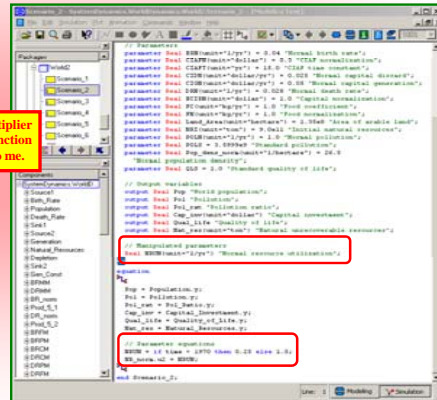 Scenario_2 - SystemDynamics.WorldDynamics.World2.Scenario_2 - [Modelica Text]
File Edit Simulation Plot Animation Commands Window Help
Packages
World2
Scenario_1
Scenario_2
Scenario_3
Scenario_4
Scenario_5
Scenario_6
Components
SystemDynamics.WorldD
Source1
Birth_Rate
Population
Death_Rate
Sink1
Source2
Generation
Natural_Resources
Depletion
Sink2
Gen_Const
BRMM
DRMM
BR_norm
Prod_5_1
DR_norm
Prod_5_2
BRFM
BRPM
BRCM
DRCM
DRPM
DRFM
// Parameters
parameter Real BRN(unit="1/yr") = 0.04 "Normal birth rate";
parameter Real CIAFN(unit="1/yr") = 0.3 "CIAF normalization";
parameter Real CIAFT(unit="yr") = 15.0 "CIAF time constant";
parameter Real CIDN(unit="dollar/yr") = 0.025 "Normal capital discard";
parameter Real CIGN(unit="dollar/yr") = 0.05 "Normal capital generation";
parameter Real DRN(unit="1/yr") = 0.028 "Normal death rate";
parameter Real ECIRN(unit="dollar") = 1.0 "Capital normalization";
parameter Real FC(unit="kg/yr") = 1.0 "Food coefficient";
parameter Real FN(unit="kg/yr") = 1.0 "Food normalization";
parameter Real Land_Area(unit="hectare") = 1.35e8 "Area of arable land";
parameter Real NRI(unit="ton") = 9.0e11 "Initial natural resources";
parameter Real POLN(unit="1/yr") = 1.0 "Normal pollution";
parameter Real POLS = 3.5999e9 "Standard pollution";
parameter Real Pop_dens_norm(unit="1/hectare") = 26.5
"Normal population density";
parameter Real QLS = 1.0 "Standard quality of life";
// Output variables
output Real Pop "World population";
output Real Pol "Pollution";
output Real Pol_rat "Pollution ratio";
output Real Cap_inv(unit="dollar") "Capital investment";
output Real Qual_life "Quality of life";
output Real Nat_res(unit="ton") "Natural unrecoverable resources";
// Manipulated parameters
Real NRUN(unit="1/yr") "Normal resource utilization";
equation
Pop = Population.y;
Pol = Pollution.y;
Pol_rat = Pol_Ratio.y;
Cap_inv = Capital_Investment.y;
Qual_life = Quality_of_Life.y;
Nat_res = Natural_Resources.y;
// Parameter equations
NRUN = if time > 1970 then 0.25 else 1.0;
NR_norm.u2 = NRUN;
end Scenario_2;
Line: 1
Modeling
Simulation
tiplier
nction
o me.